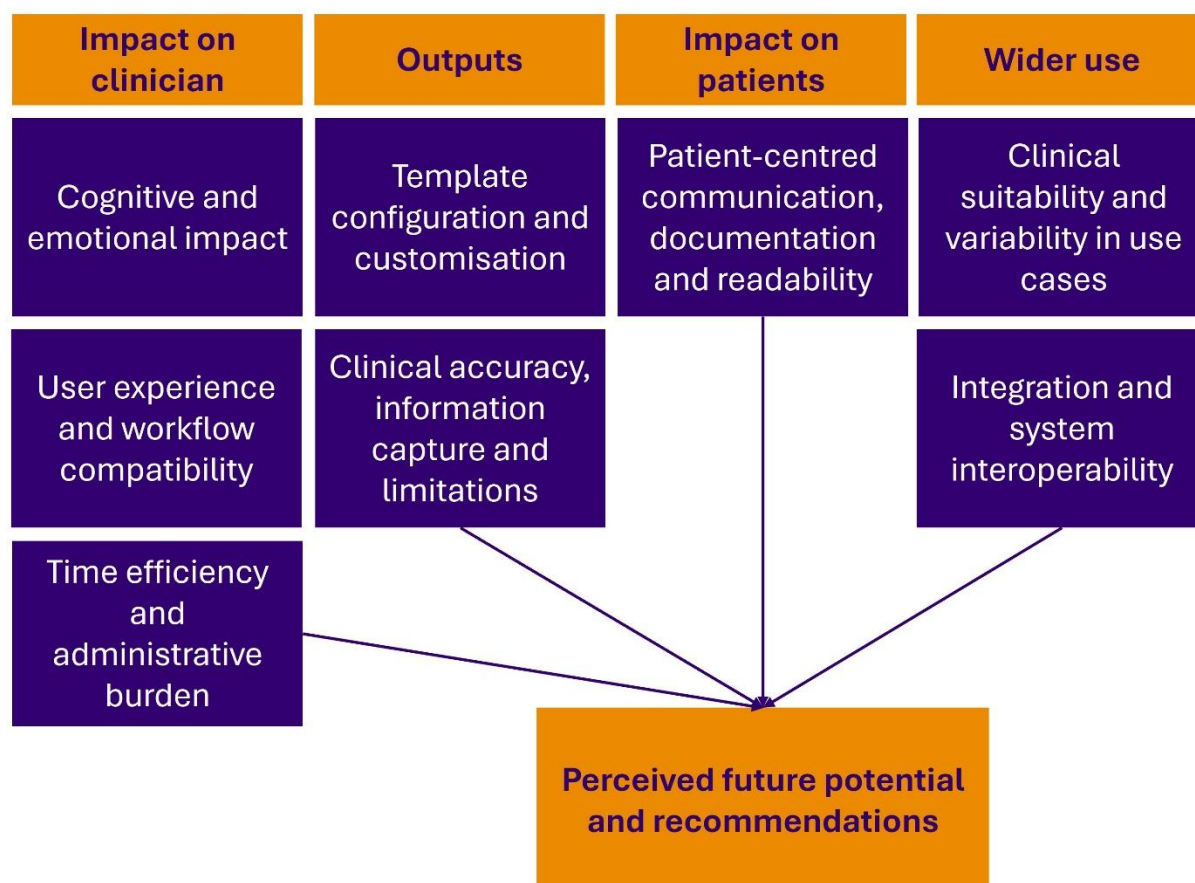 Impact on
clinician
Outputs
Impact on
patients
Wider use
Cognitive and
emotional impact
Template
configuration and
customisation
Patient-centred
communication,
documentation
and readability
Clinical
suitability and
variability in use
cases
User experience
and workflow
compatibility
Clinical accuracy,
information
capture and
limitations
Integration and
system
interoperability
Time efficiency
and
administrative
burden
Perceived future potential
and recommendations